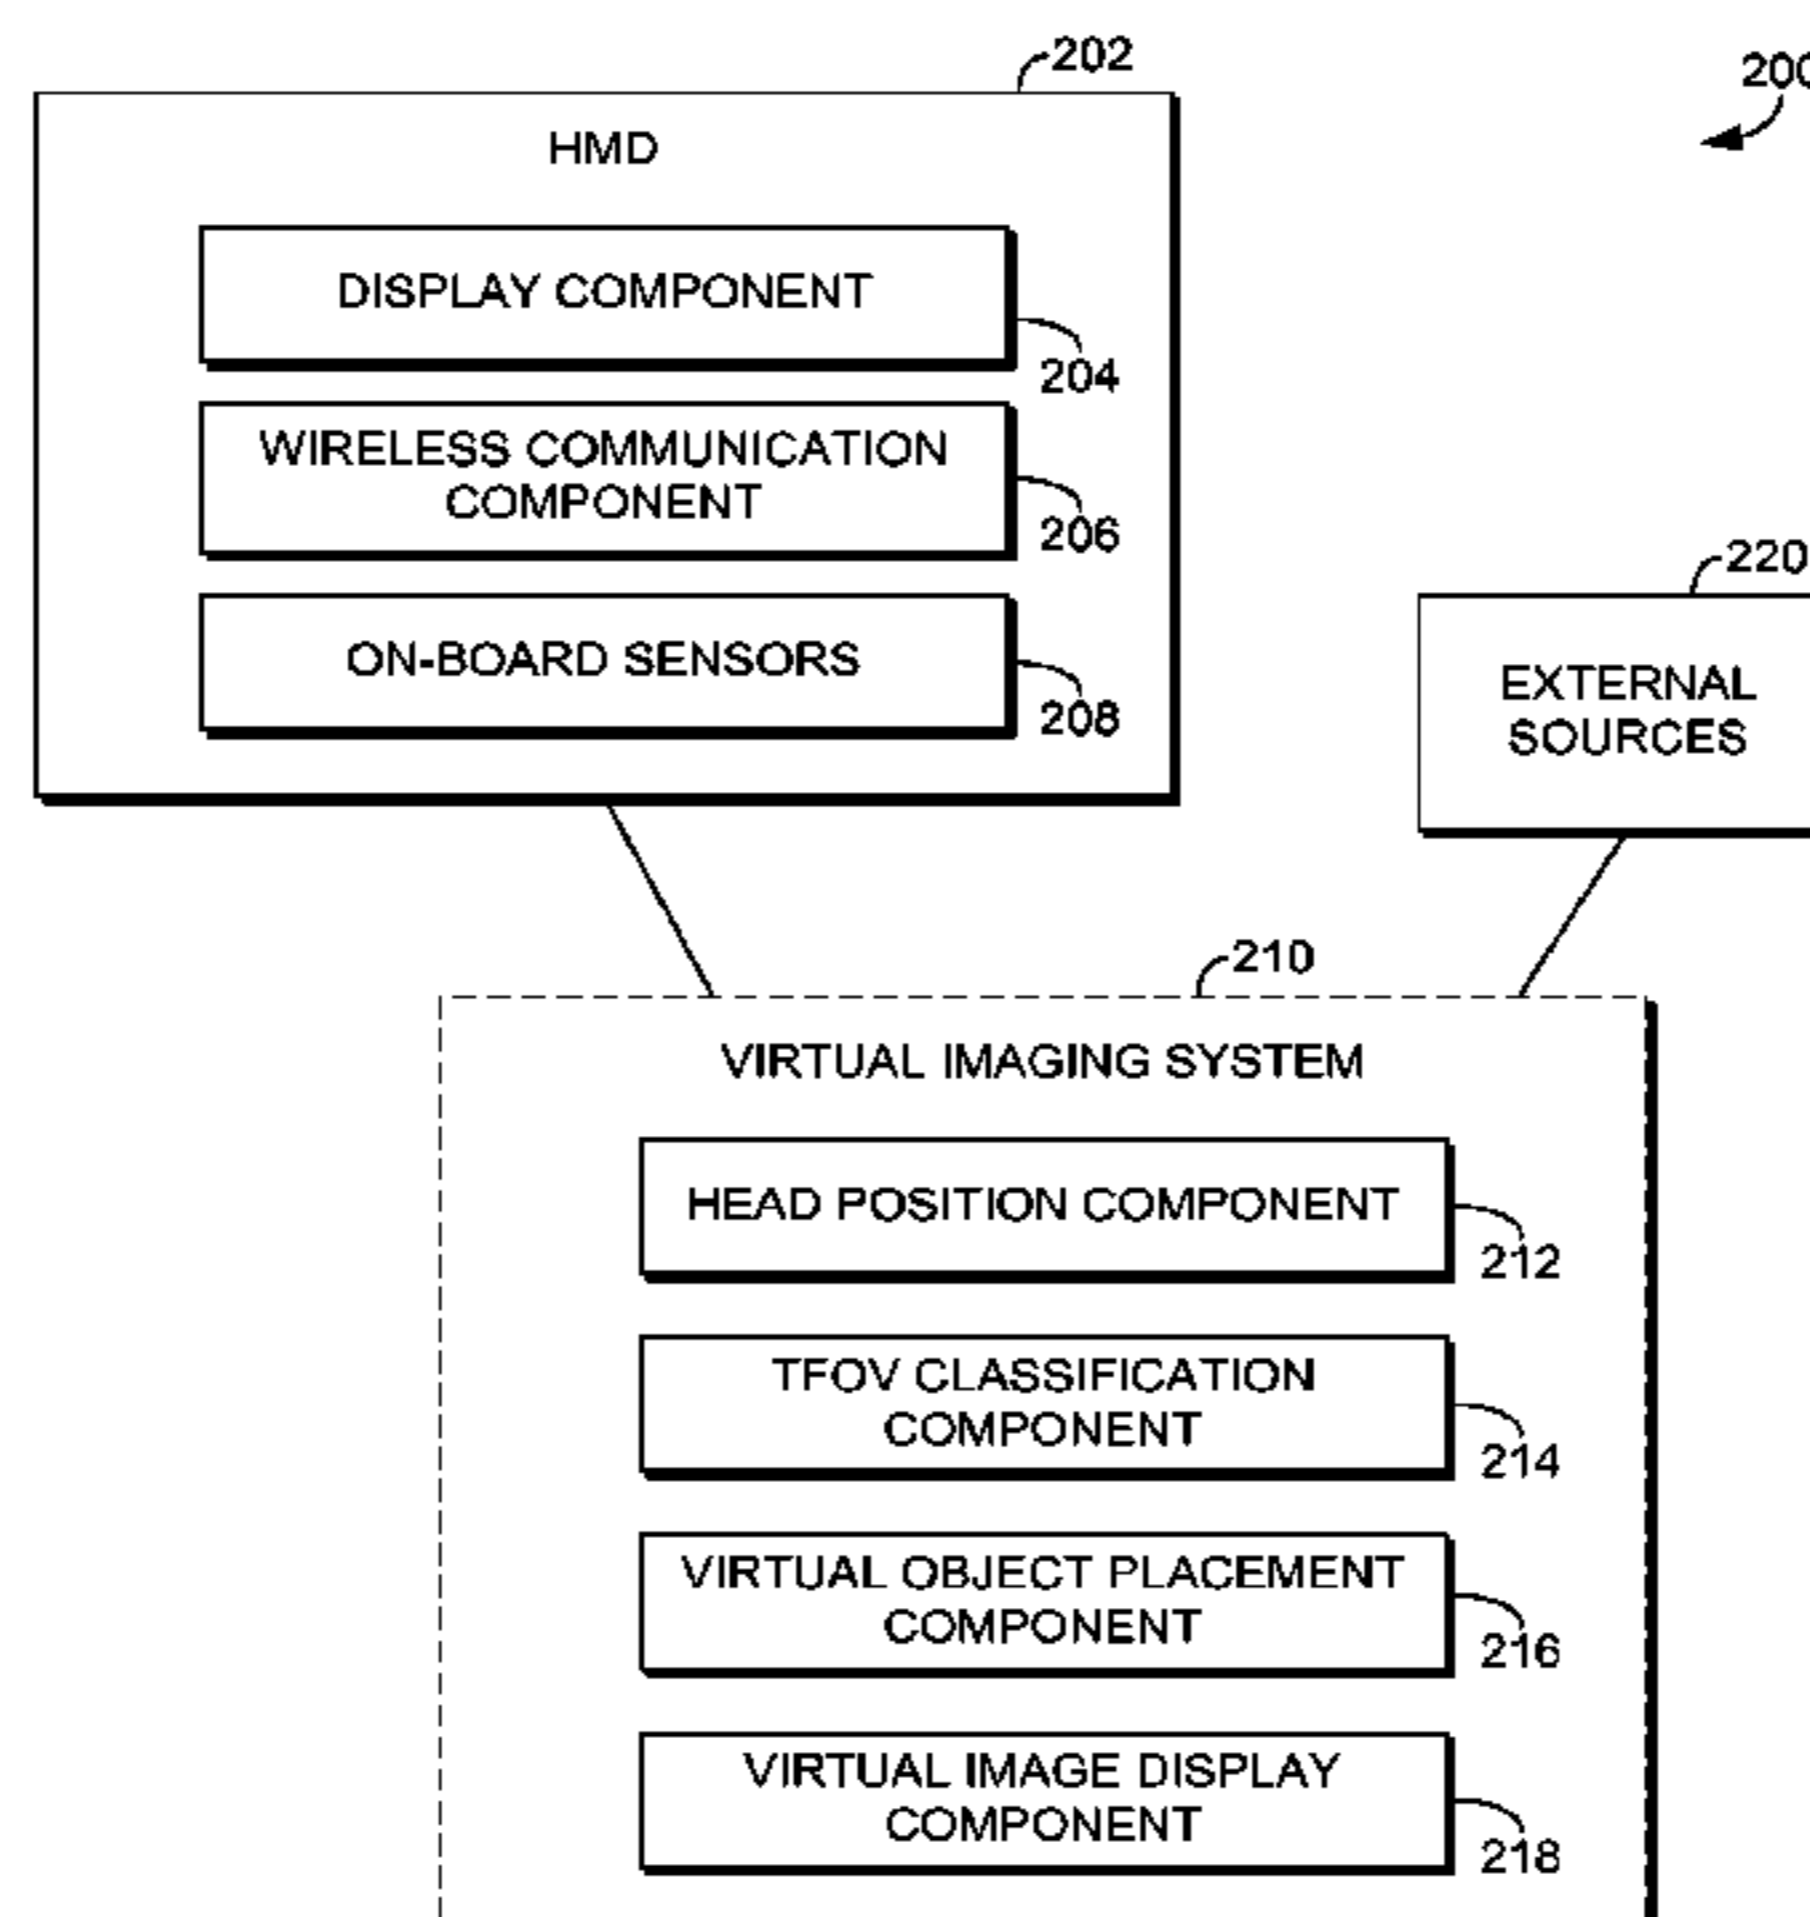 202
200
HMD
DISPLAY COMPONENT
204
WIRELESS COMMUNICATION
COMPONENT
206
ON-BOARD SENSORS
208
220
EXTERNAL
SOURCES
210
VIRTUAL IMAGING SYSTEM
HEAD POSITION COMPONENT
212
TFOV CLASSIFICATION
COMPONENT
214
VIRTUAL OBJECT PLACEMENT
COMPONENT
216
VIRTUAL IMAGE DISPLAY
COMPONENT
218